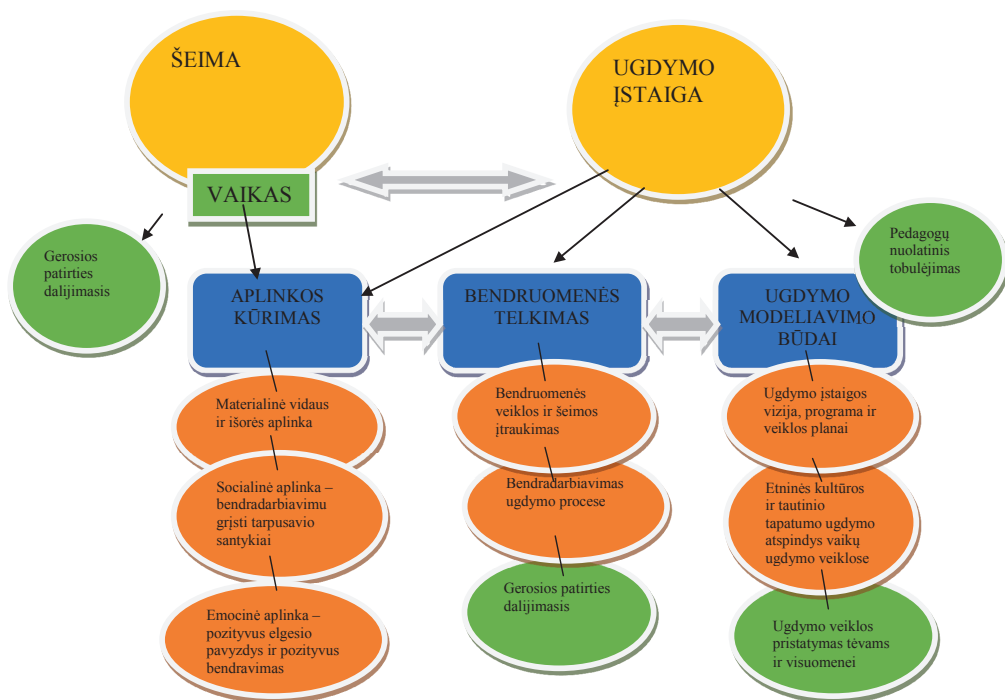 ŠEIMA
UGDYMO
ĮSTAIGA
VAIKAS
Gerosios
patirties
dalijimasis
Pedagogų
nuolatinis
tobulėjimas
APLINKOS
KŪRIMAS
BENDRUOMENĖS
TELKIMAS
UGDYMO
MODELIAVIMO
BŪDAI
Materialinė vidaus
ir išorės aplinka
Socialinė aplinka –
bendradarbiavimu
grįsti tarpusavio
santykiai
Emocinė aplinka –
pozityvus elgesio
pavyzdys ir pozityvus
bendravimas
Bendruomenės
veiklos ir šeimos
įtraukimas
Bendradarbiavimas
ugdymo procese
Gerosios patirties
dalijimasis
Ugdymo įstaigos
vizija, programa ir
veiklos planai
Etninės kultūros
ir tautinio
tapatumo ugdymo
atspindys vaikų
ugdymo veiklose
Ugdymo veiklos
pristatymas tėvams
ir visuomenei